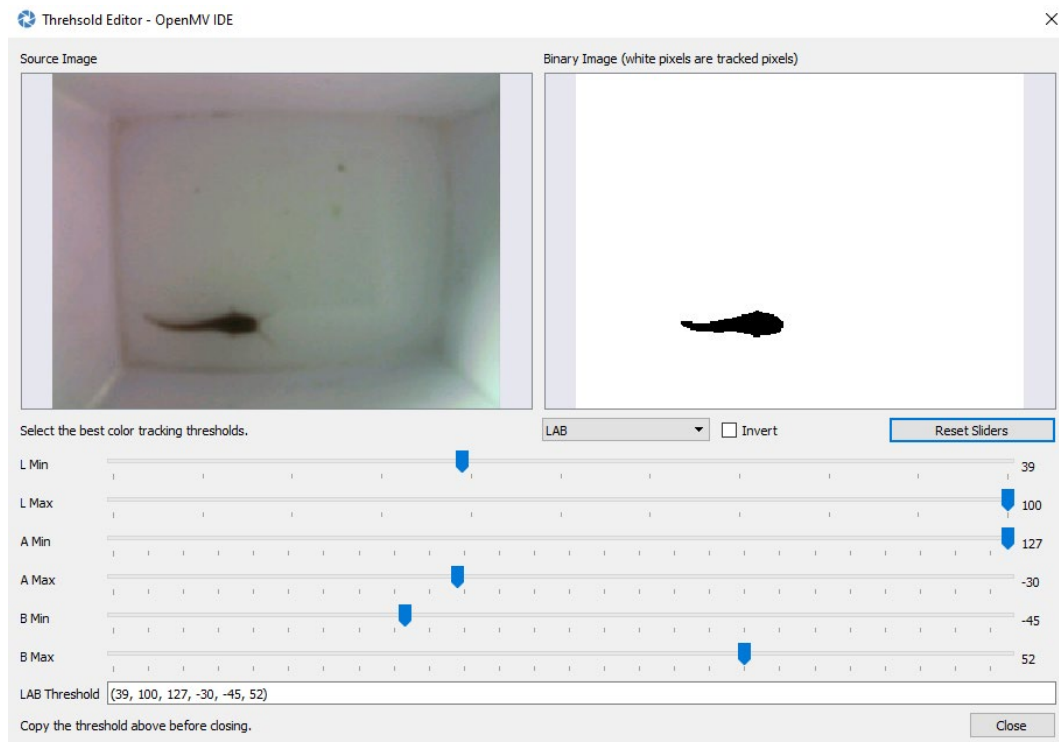 Threhsold Editor - OpenMV IDE
Source Image
Binary Image (white pixels are tracked pixels)
Select the best color tracking thresholds.
LAB
Invert
Reset Sliders
L Min 39
L Max 100
A Min 127
A Max -30
B Min -45
B Max 52
LAB Threshold (39, 100, 127, -30, -45, 52)
Copy the threshold above before closing.
Close